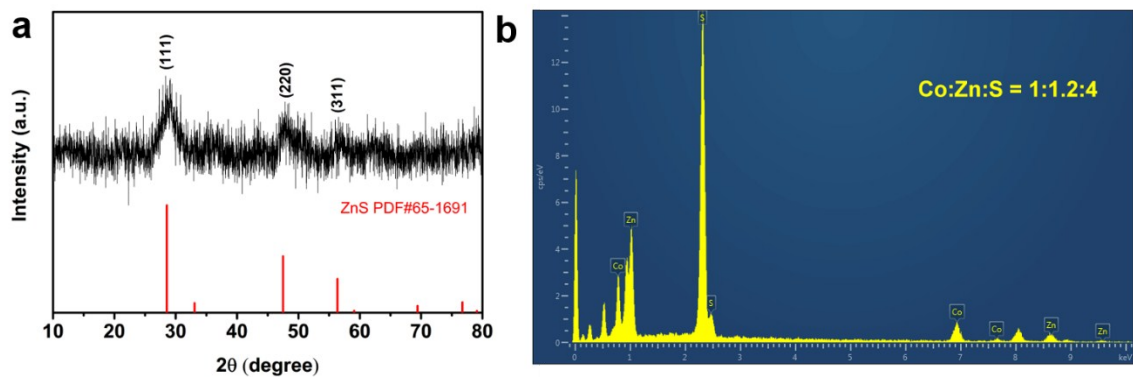 a
Intensity (a.u.)
(111)
(220)
(311)
ZnS PDF#65-1691
10 20 30 40 50 60 70 80
2θ (degree)
b
Co:Zn:S = 1:1.2:4
cps/eV
14
12
10
8
6
4
2
0
S
Zn
Co
S
Co
Co
Zn
Zn
0 1 2 3 4 5 6 7 8 9 keV